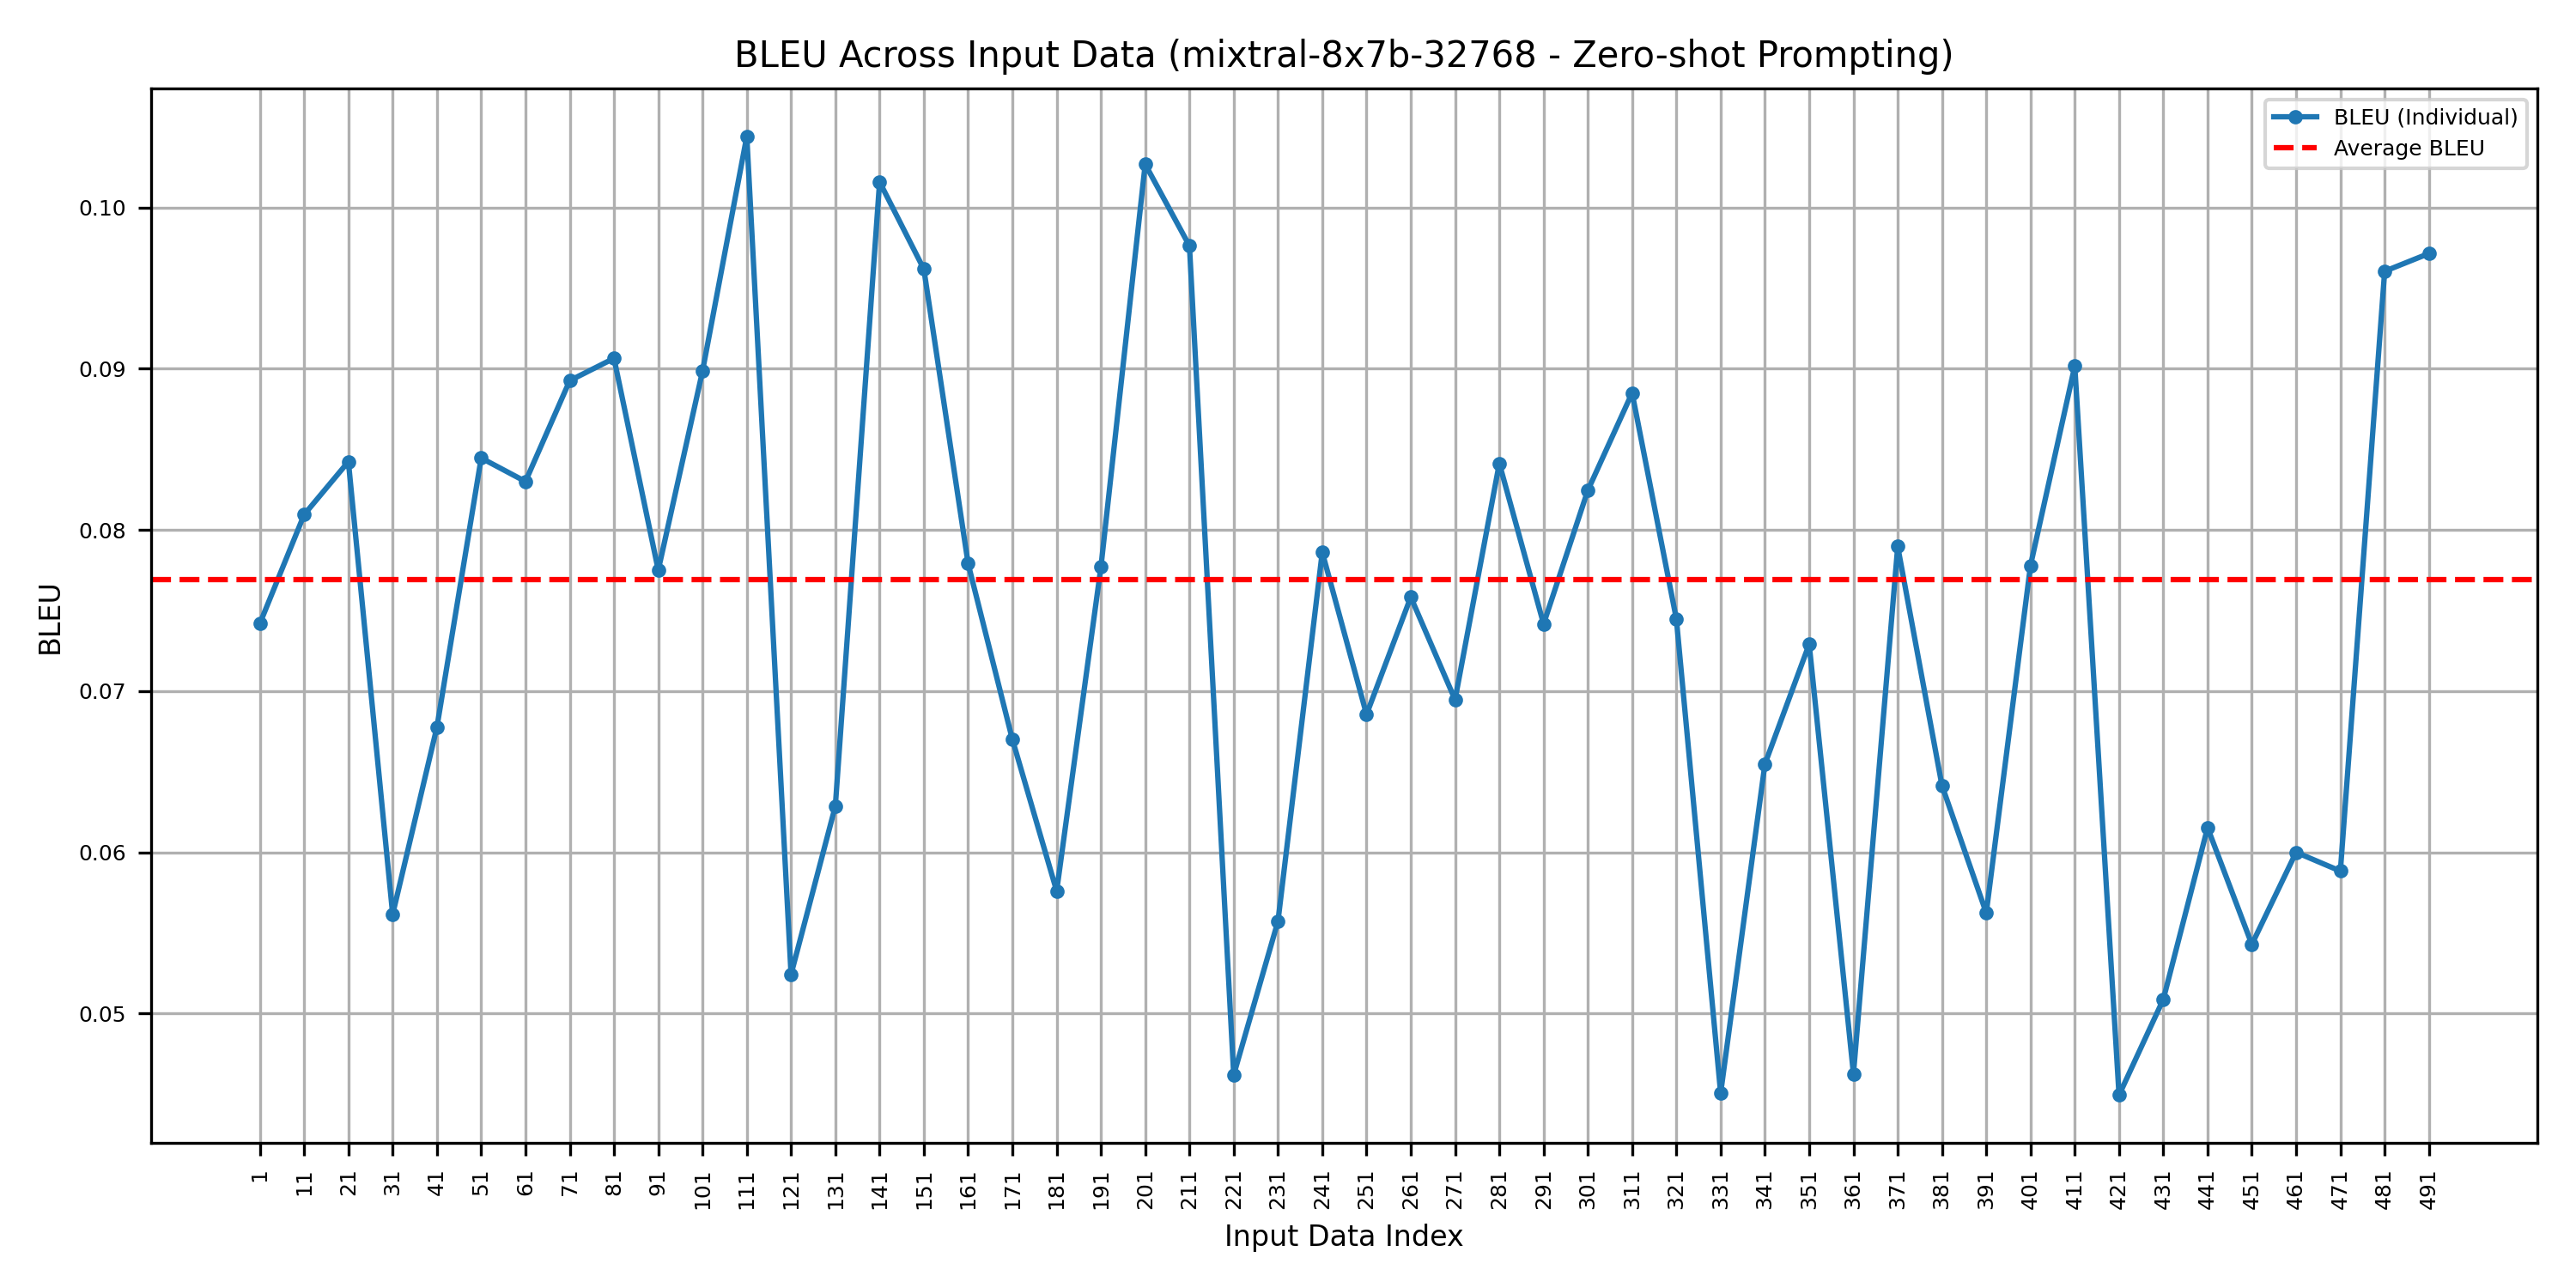 BLEU Across Input Data (mixtral-8x7b-32768 - Zero-shot Prompting)
BLEU (Individual)
Average BLEU
0.10
0.09
0.08
0.07
0.06
0.05
BLEU
1 11 21 31 41 51 61 71 81 91 101 111 121 131 141 151 161 171 181 191 201 211 221 231 241 251 261 271 281 291 301 311 321 331 341 351 361 371 381 391 401 411 421 431 441 451 461 471 481 491
Input Data Index